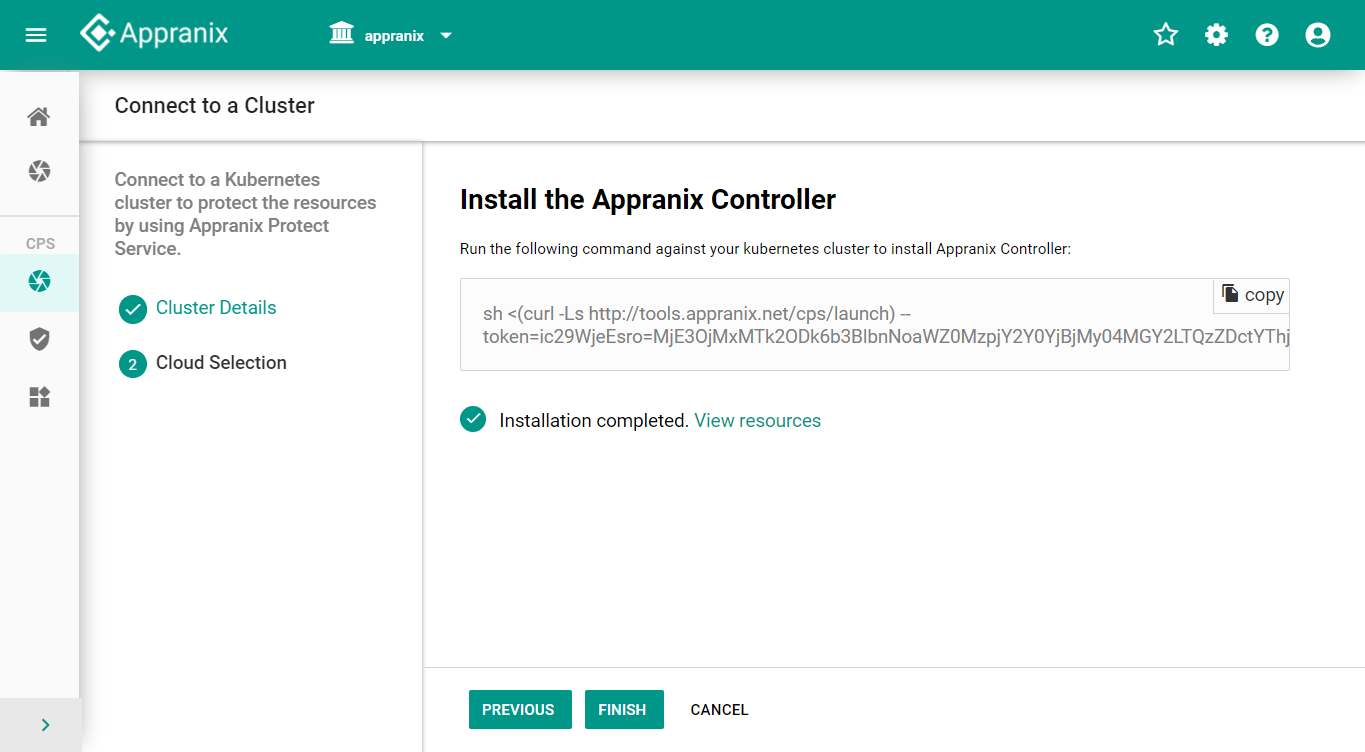 Appranix
appranix
Connect to a Cluster
Connect to a Kubernetes
cluster to protect the resources
by using Appranix Protect
Service.
CPS
Cluster Details
2 Cloud Selection
Install the Appranix Controller
Run the following command against your kubernetes cluster to install Appranix Controller:
copy
sh <(curl -Ls http://tools.appranix.net/cps/launch) --
token=ic29WjeEsro=MjE3OjMxMTk2ODk6b3BlbnNoaWZ0MzpjY2Y0YjBjMy04MGY2LTQzZDctYThj
Installation completed. View resources
PREVIOUS
FINISH
CANCEL